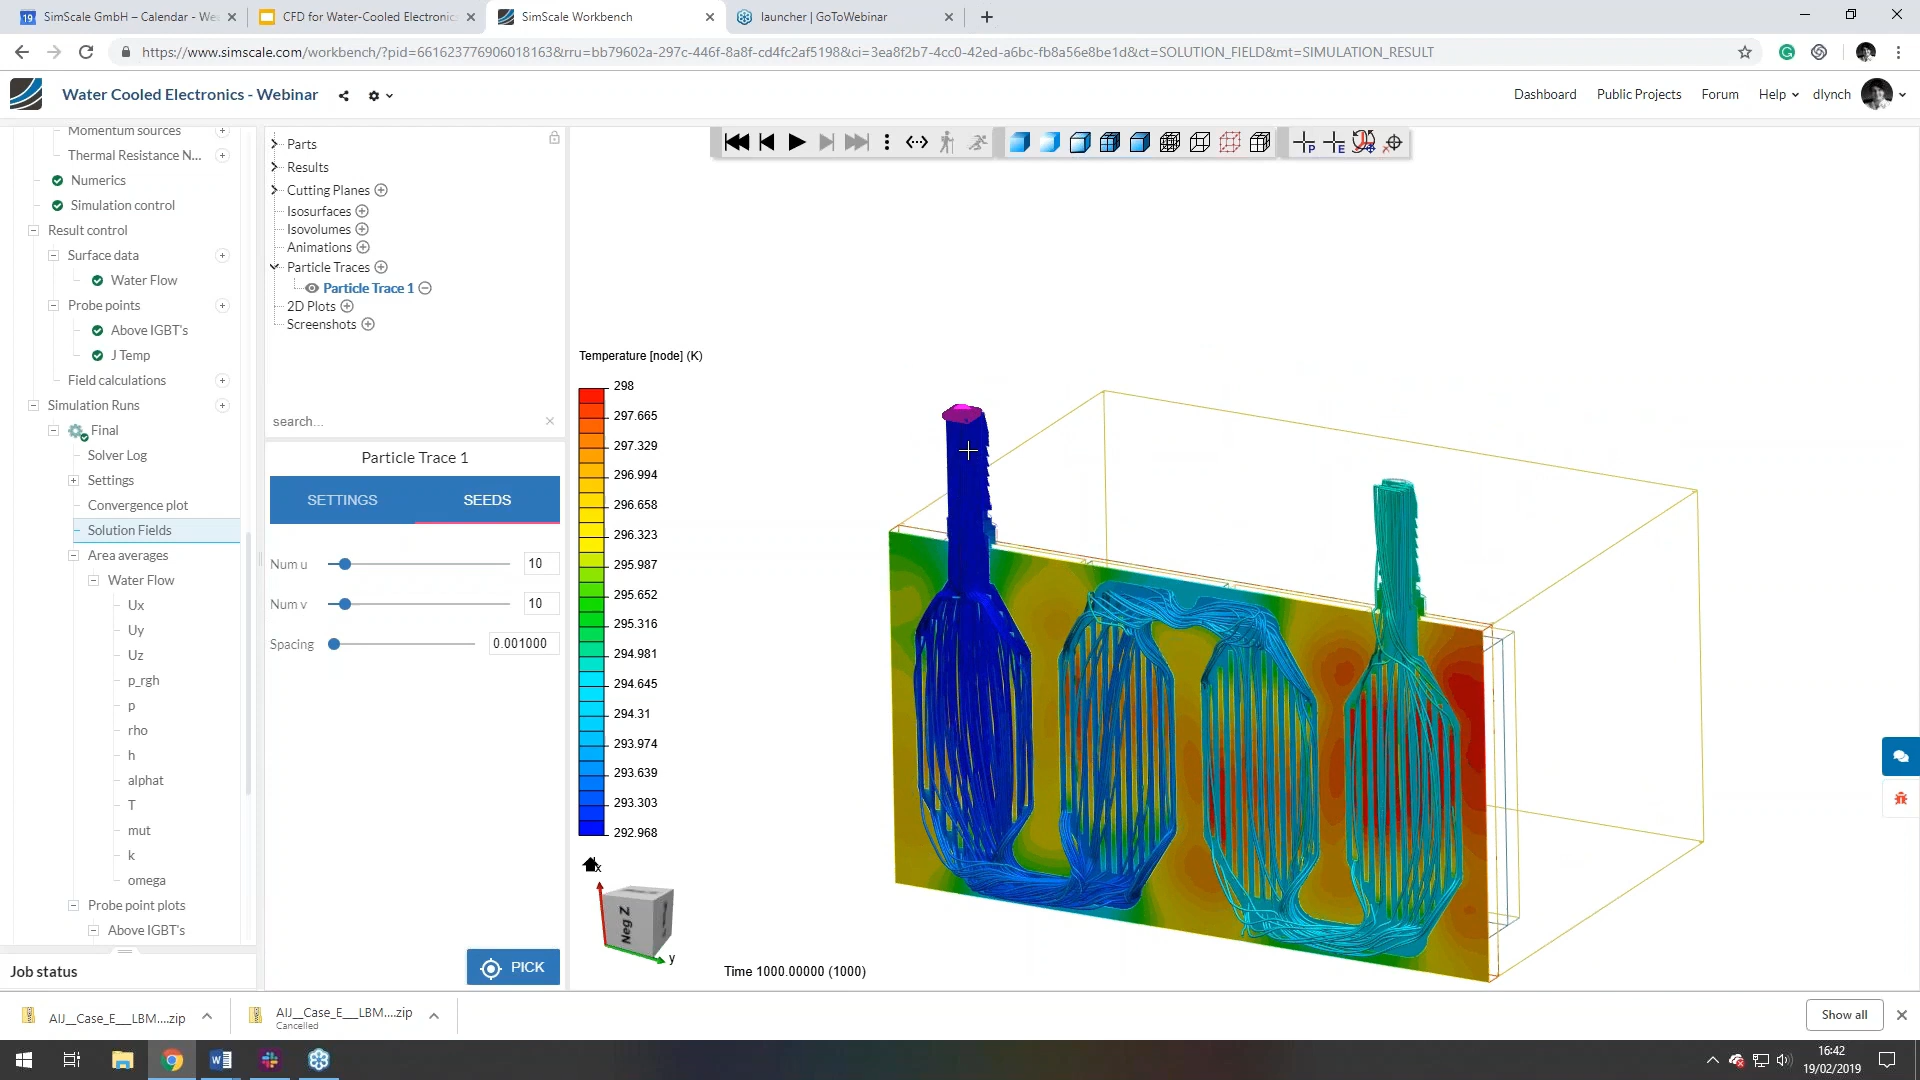 SimScale GmbH – Calendar - We
CFD for Water-Cooled Electronic
SimScale Workbench
launcher | GoToWebinar
https://www.simscale.com/workbench/?pid=661623776906018163&rru=bb79602a-297c-446f-8a8f-cd4fc2af5198&ci=3ea8f2b7-4cc0-42ed-a6bc-fb8a56e8be1d&ct=SOLUTION_FIELD&mt=SIMULATION_RESULT
Water Cooled Electronics - Webinar
Dashboard
Public Projects
Forum
Help
dlynch
Momentum sources
Thermal Resistance N...
Numerics
Simulation control
Result control
Surface data
Water Flow
Probe points
Above IGBT's
J Temp
Field calculations
Simulation Runs
Final
Solver Log
Settings
Convergence plot
Solution Fields
Area averages
Water Flow
Ux
Uy
Uz
p_rgh
p
rho
h
alphat
T
mut
k
omega
Probe point plots
Above IGBT's
Job status
Parts
Results
Cutting Planes
Isosurfaces
Isovolumes
Animations
Particle Traces
Particle Trace 1
2D Plots
Screenshots
search...
Particle Trace 1
SETTINGS
SEEDS
Num u
10
Num v
10
Spacing
0.001000
PICK
P
E
Temperature [node] (K)
298
297.665
297.329
296.994
296.658
296.323
295.987
295.652
295.316
294.981
294.645
294.31
293.974
293.639
293.303
292.968
x
Neg Z
y
Time 1000.00000 (1000)
AIJ__Case_E___LBM....zip
AIJ__Case_E___LBM....zip
Cancelled
Show all
16:42
19/02/2019